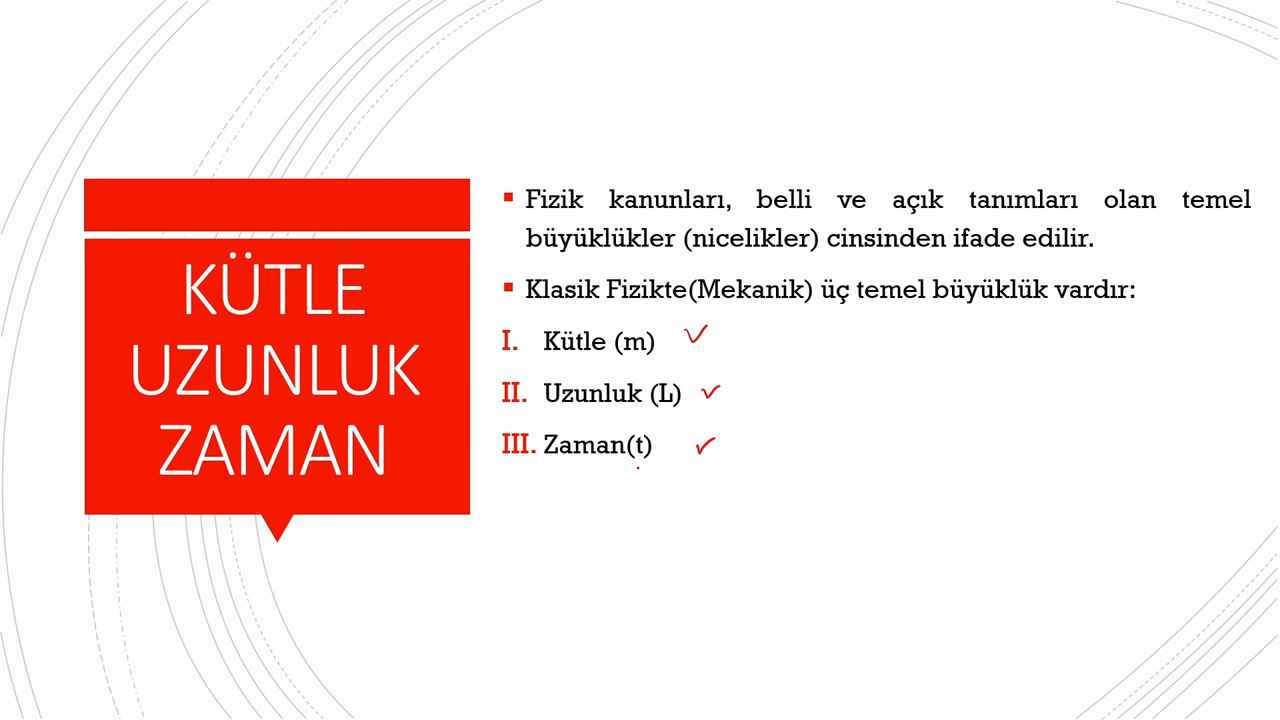 KÜTLE
UZUNLUK
ZAMAN
Fizik kanunları, belli ve açık tanımları olan temel
büyüklükler (nicelikler) cinsinden ifade edilir.
Klasik Fizikte(Mekanik) üç temel büyüklük vardır:
I. Kütle (m)
II. Uzunluk (L)
III. Zaman(t)